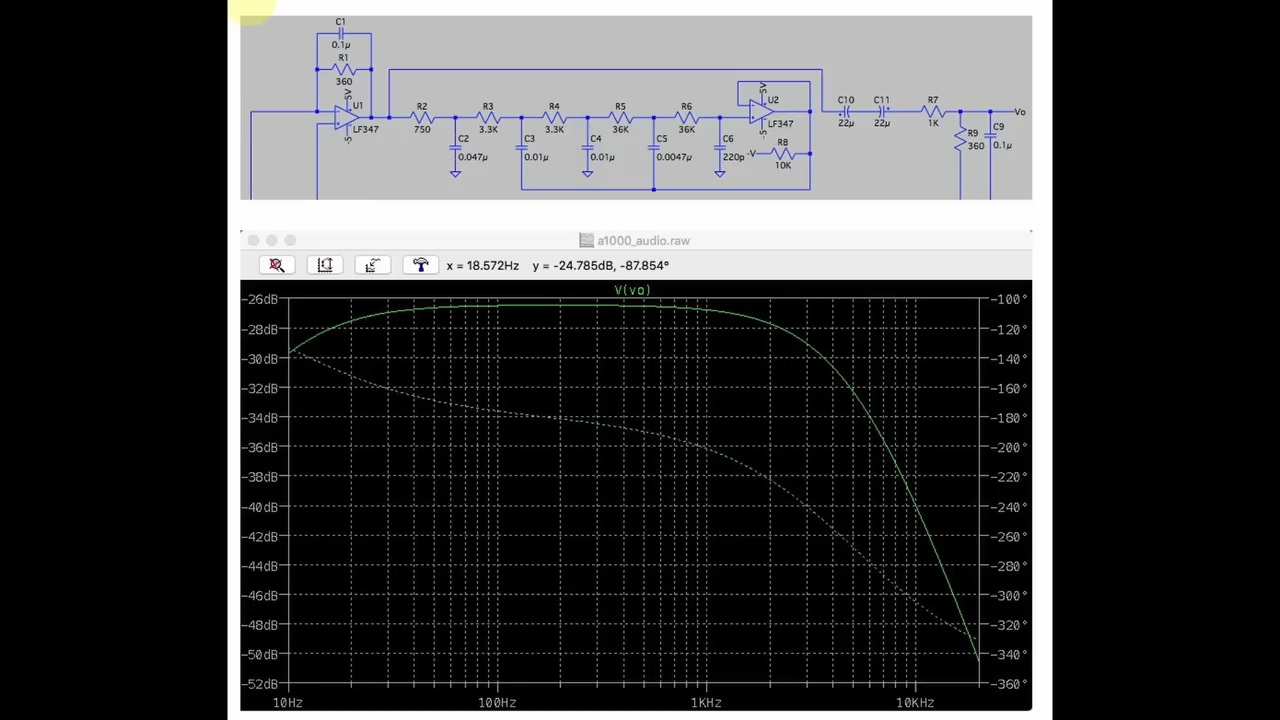 C1
0.1µ
R1
360
5V
U1
LF347
-5
R2
750
C2
0.047µ
R3
3.3K
C3
0.01µ
R4
3.3K
C4
0.01µ
R5
36K
C5
0.0047µ
R6
36K
C6
220p
5V
U2
LF347
-5
-V
R8
10K
C10
22µ
C11
22µ
R7
1K
Vo
R9
360
C9
0.1µ
a1000_audio.raw
x = 18.572Hz y = -24.785dB, -87.854°
V(vo)
-26dB -100°
-28dB -120°
-30dB -140°
-32dB -160°
-34dB -180°
-36dB -200°
-38dB -220°
-40dB -240°
-42dB -260°
-44dB -280°
-46dB -300°
-48dB -320°
-50dB -340°
-52dB -360°
10Hz 100Hz 1KHz 10KHz